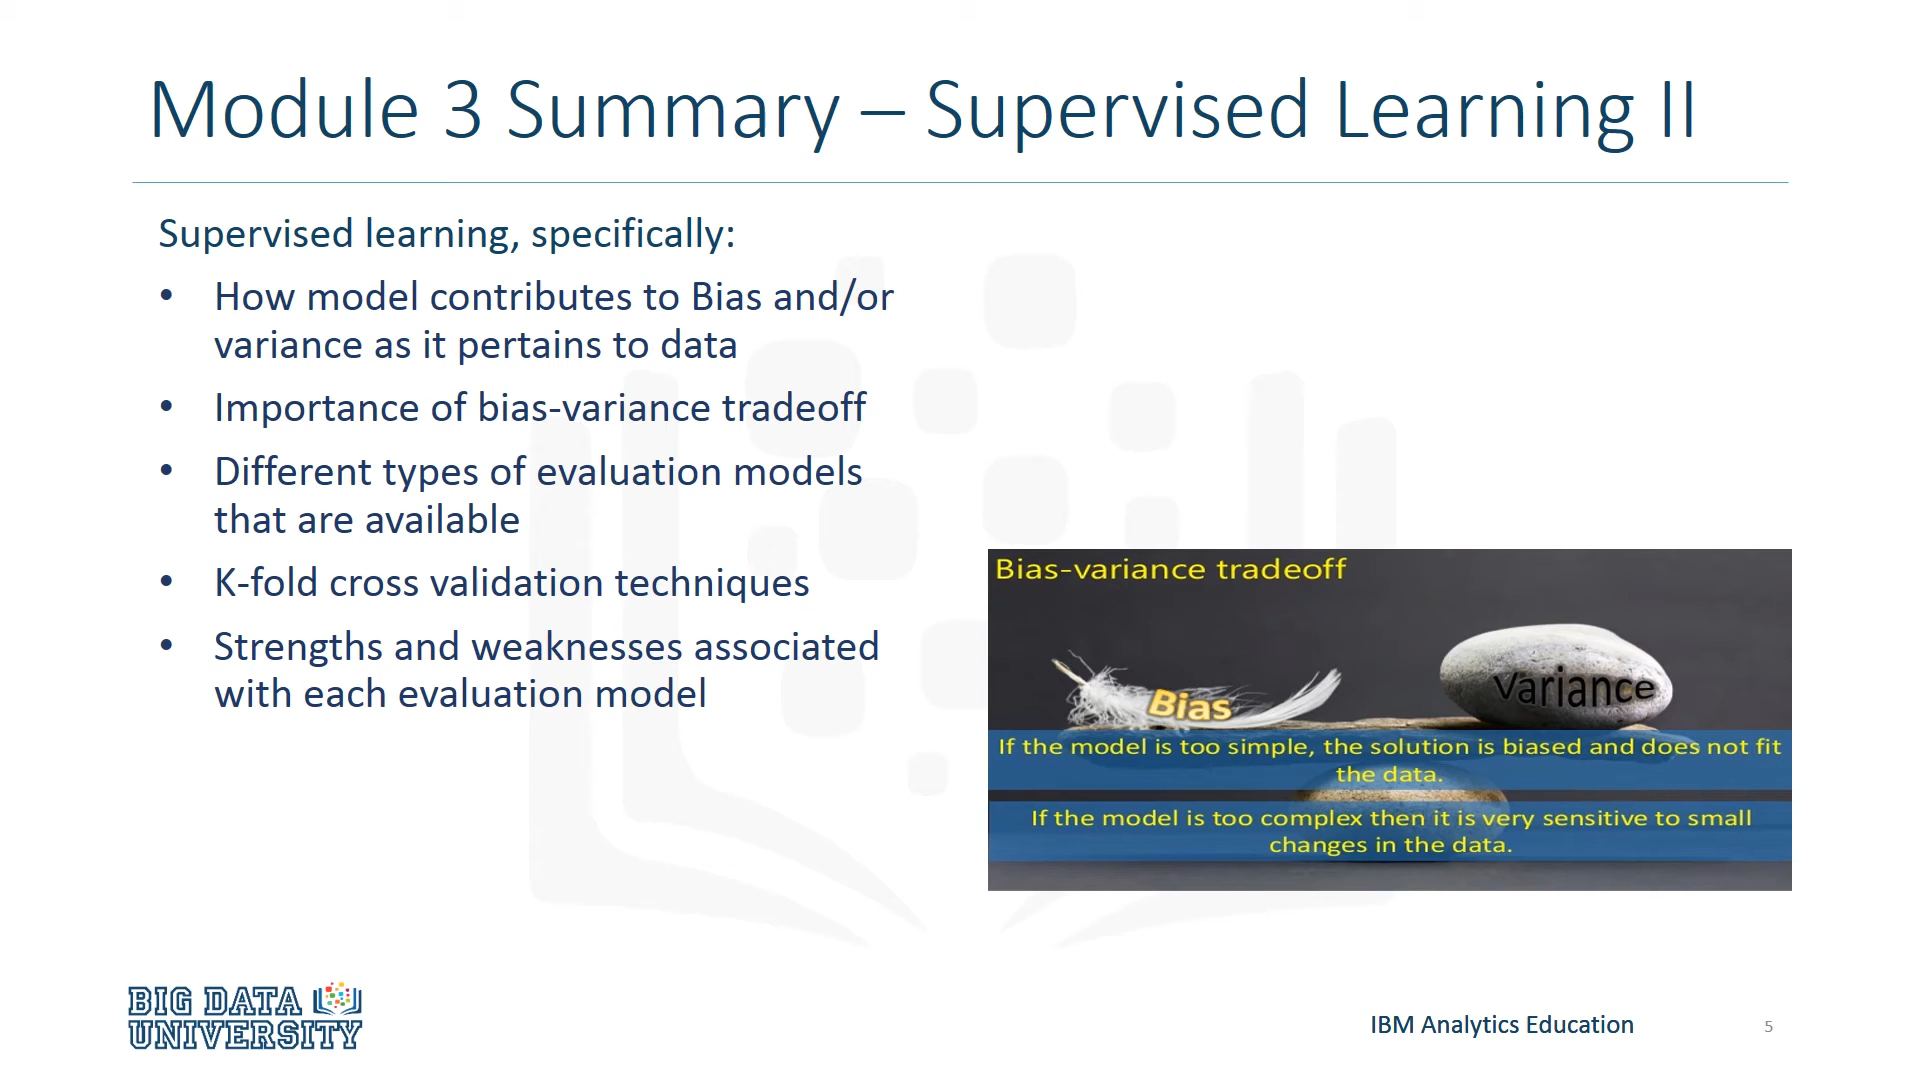 Module 3 Summary – Supervised Learning II
Supervised learning, specifically:
• How model contributes to Bias and/or
variance as it pertains to data
• Importance of bias-variance tradeoff
• Different types of evaluation models
that are available
• K-fold cross validation techniques
• Strengths and weaknesses associated
with each evaluation model
Bias-variance tradeoff
Bias
Variance
If the model is too simple, the solution is biased and does not fit
the data.
If the model is too complex then it is very sensitive to small
changes in the data.
BIG DATA
UNIVERSITY
IBM Analytics Education
5